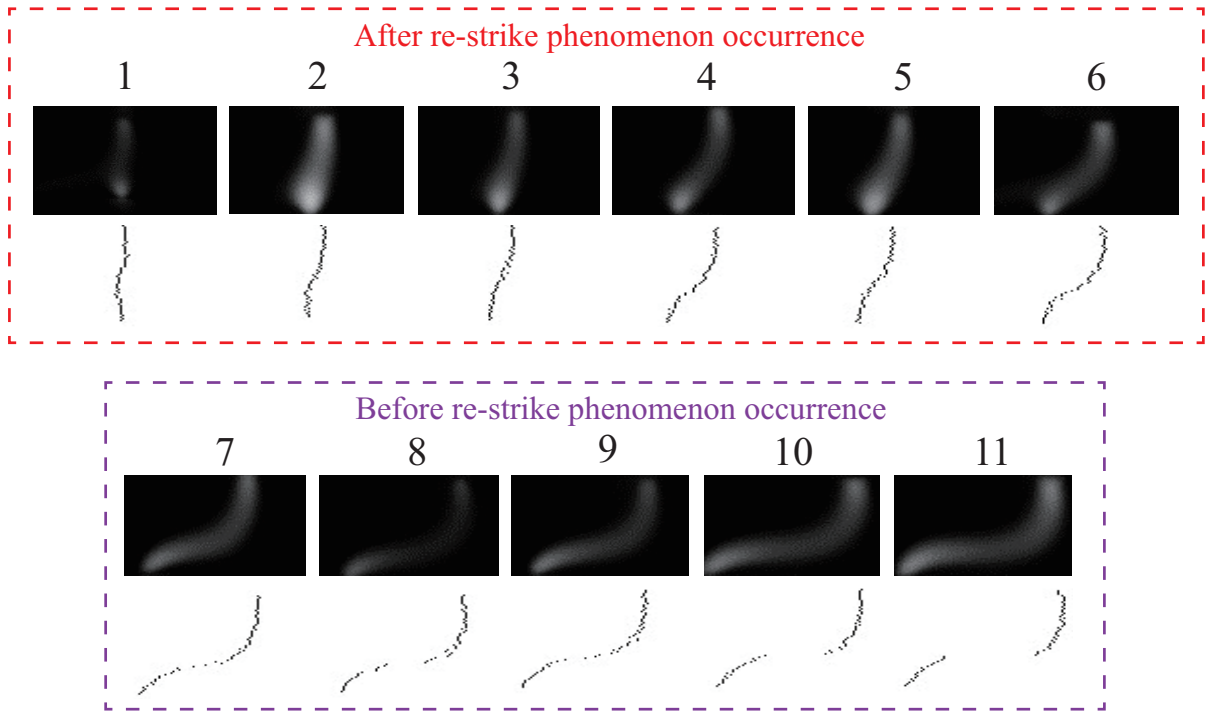 After re-strike phenomenon occurrence
1 2 3 4 5 6
Before re-strike phenomenon occurrence
7 8 9 10 11